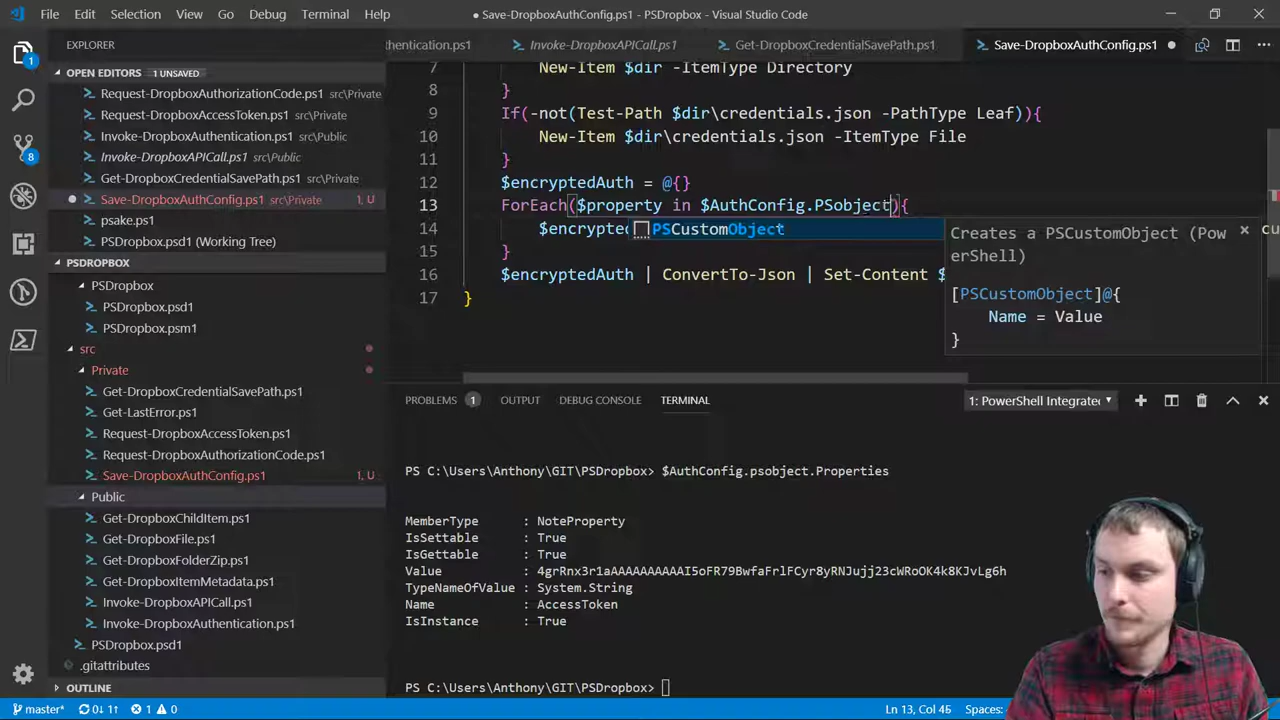 File Edit Selection View Go Debug Terminal Help
● Save-DropboxAuthConfig.ps1 - PSDropbox - Visual Studio Code
EXPLORER
OPEN EDITORS 1 UNSAVED
Request-DropboxAuthorizationCode.ps1 src\Private
Request-DropboxAccessToken.ps1 src\Private
Invoke-DropboxAuthentication.ps1 src\Public
Invoke-DropboxAPICall.ps1 src\Public
Get-DropboxCredentialSavePath.ps1 src\Private
Save-DropboxAuthConfig.ps1 src\Private 1, U
psake.ps1
PSDropbox.psd1 (Working Tree)
PSDROPBOX
PSDropbox
PSDropbox.psd1
PSDropbox.psm1
src
Private
Get-DropboxCredentialSavePath.ps1
Get-LastError.ps1
Request-DropboxAccessToken.ps1
Request-DropboxAuthorizationCode.ps1
Save-DropboxAuthConfig.ps1 1, U
Public
Get-DropboxChildItem.ps1
Get-DropboxFile.ps1
Get-DropboxFolderZip.ps1
Get-DropboxItemMetadata.ps1
Invoke-DropboxAPICall.ps1
Invoke-DropboxAuthentication.ps1
PSDropbox.psd1
.gitattributes
OUTLINE
1
8
thentication.ps1 Invoke-DropboxAPICall.ps1 Get-DropboxCredentialSavePath.ps1 Save-DropboxAuthConfig.ps1
7 New-Item $dir -ItemType Directory
8 }
9 If(-not(Test-Path $dir\credentials.json -PathType Leaf)){
10 New-Item $dir\credentials.json -ItemType File
11 }
12 $encryptedAuth = @{}
13 ForEach($property in $AuthConfig.PSobject){
14 $encrypted
15 }
16 $encryptedAuth | ConvertTo-Json | Set-Content $
17 }
PSCustomObject
Creates a PSCustomObject (Pow
erShell)
[PSCustomObject]@{
Name = Value
}
cu
PROBLEMS 1 OUTPUT DEBUG CONSOLE TERMINAL
1: PowerShell Integrate
PS C:\Users\Anthony\GIT\PSDropbox> $AuthConfig.psobject.Properties
MemberType : NoteProperty
IsSettable : True
IsGettable : True
Value : 4grRnx3r1aAAAAAAAAAAI5oFR79BwfaFrlFCyr8yRNJujj23cWRoOK4k8KJvLg6h
TypeNameOfValue : System.String
Name : AccessToken
IsInstance : True
PS C:\Users\Anthony\GIT\PSDropbox>
master* 0↓ 1↑ 1 0
Ln 13, Col 46 Spaces: